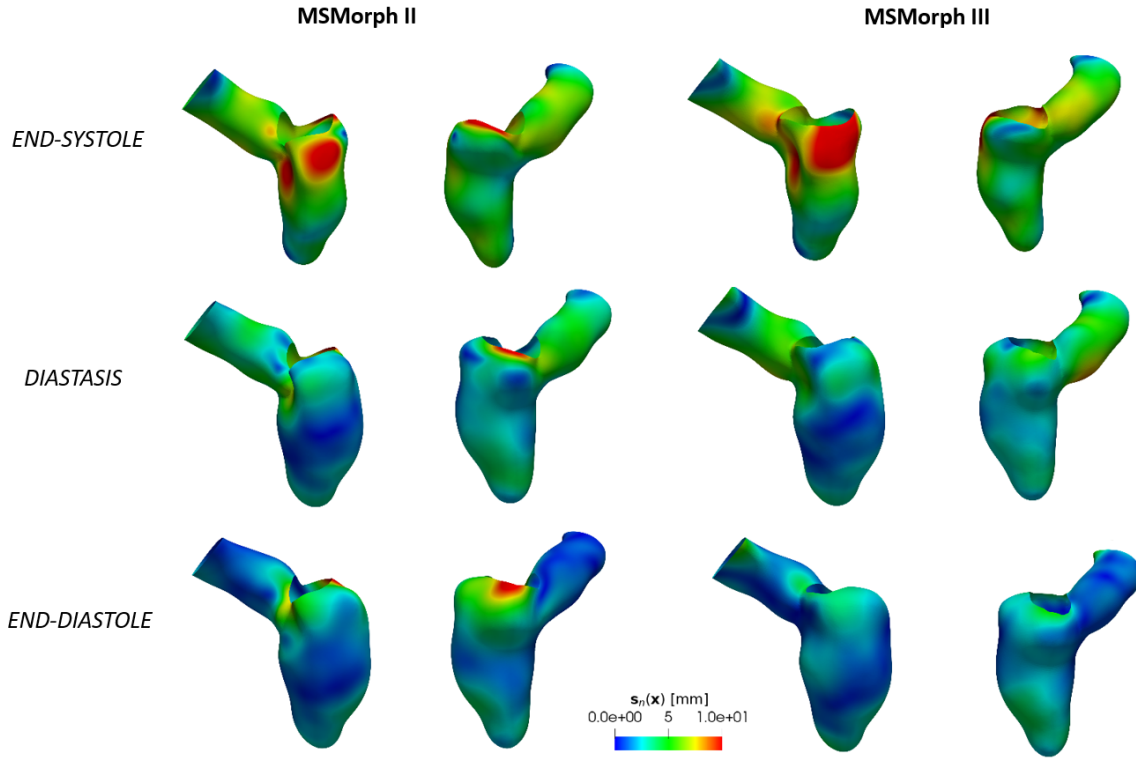 MSMorph II
MSMorph III
END-SYSTOLE
DIASTASIS
END-DIASTOLE
s_n(x) [mm]
0.0e+00 5 1.0e+01